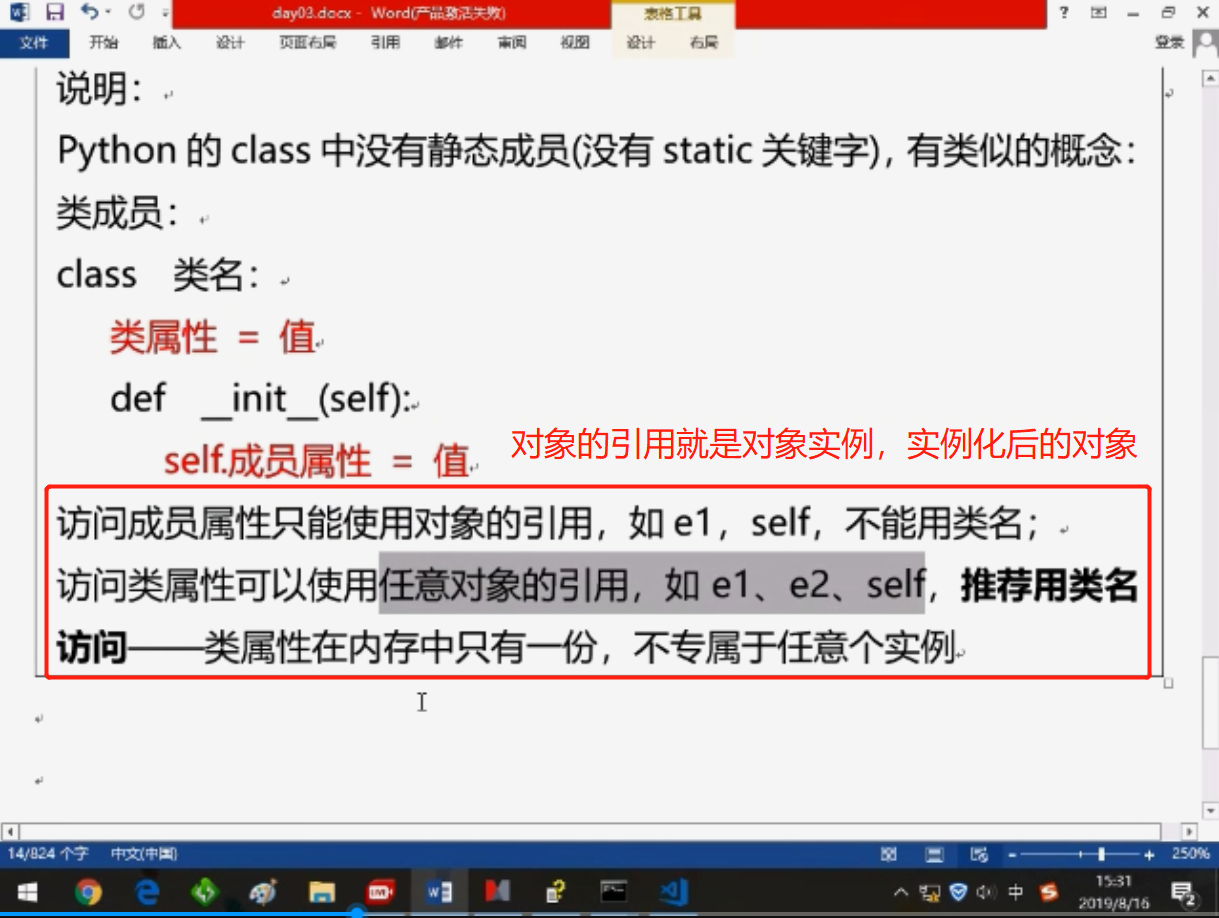 day03.docx - Word(产品激活失败)
表格工具
文件 开始 插入 设计 页面布局 引用 邮件 审阅 视图 设计 布局 登录
说明：
Python 的 class 中没有静态成员(没有 static 关键字)，有类似的概念：
类成员：
class 类名：
类属性 = 值
def __init__(self):
self.成员属性 = 值
对象的引用就是对象实例，实例化后的对象
访问成员属性只能使用对象的引用，如 e1，self，不能用类名；
访问类属性可以使用任意对象的引用，如 e1、e2、self，推荐用类名
访问——类属性在内存中只有一份，不专属于任意个实例
14/824 个字 中文(中国) 250%
LIVE 中 15:31
2019/8/16 2